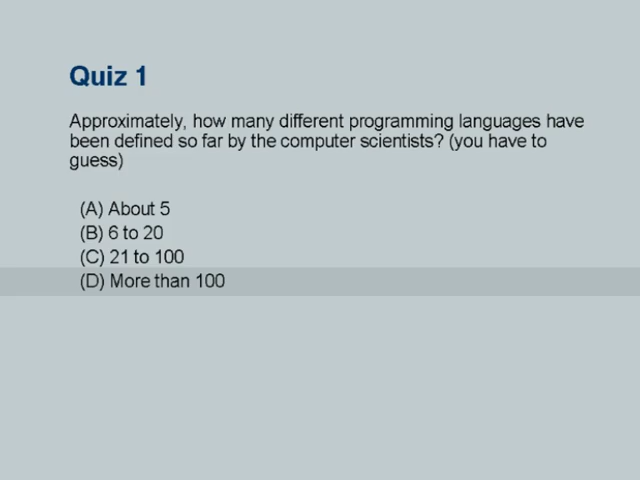 Quiz 1
Approximately, how many different programming languages have
been defined so far by the computer scientists? (you have to
guess)
(A) About 5
(B) 6 to 20
(C) 21 to 100
(D) More than 100